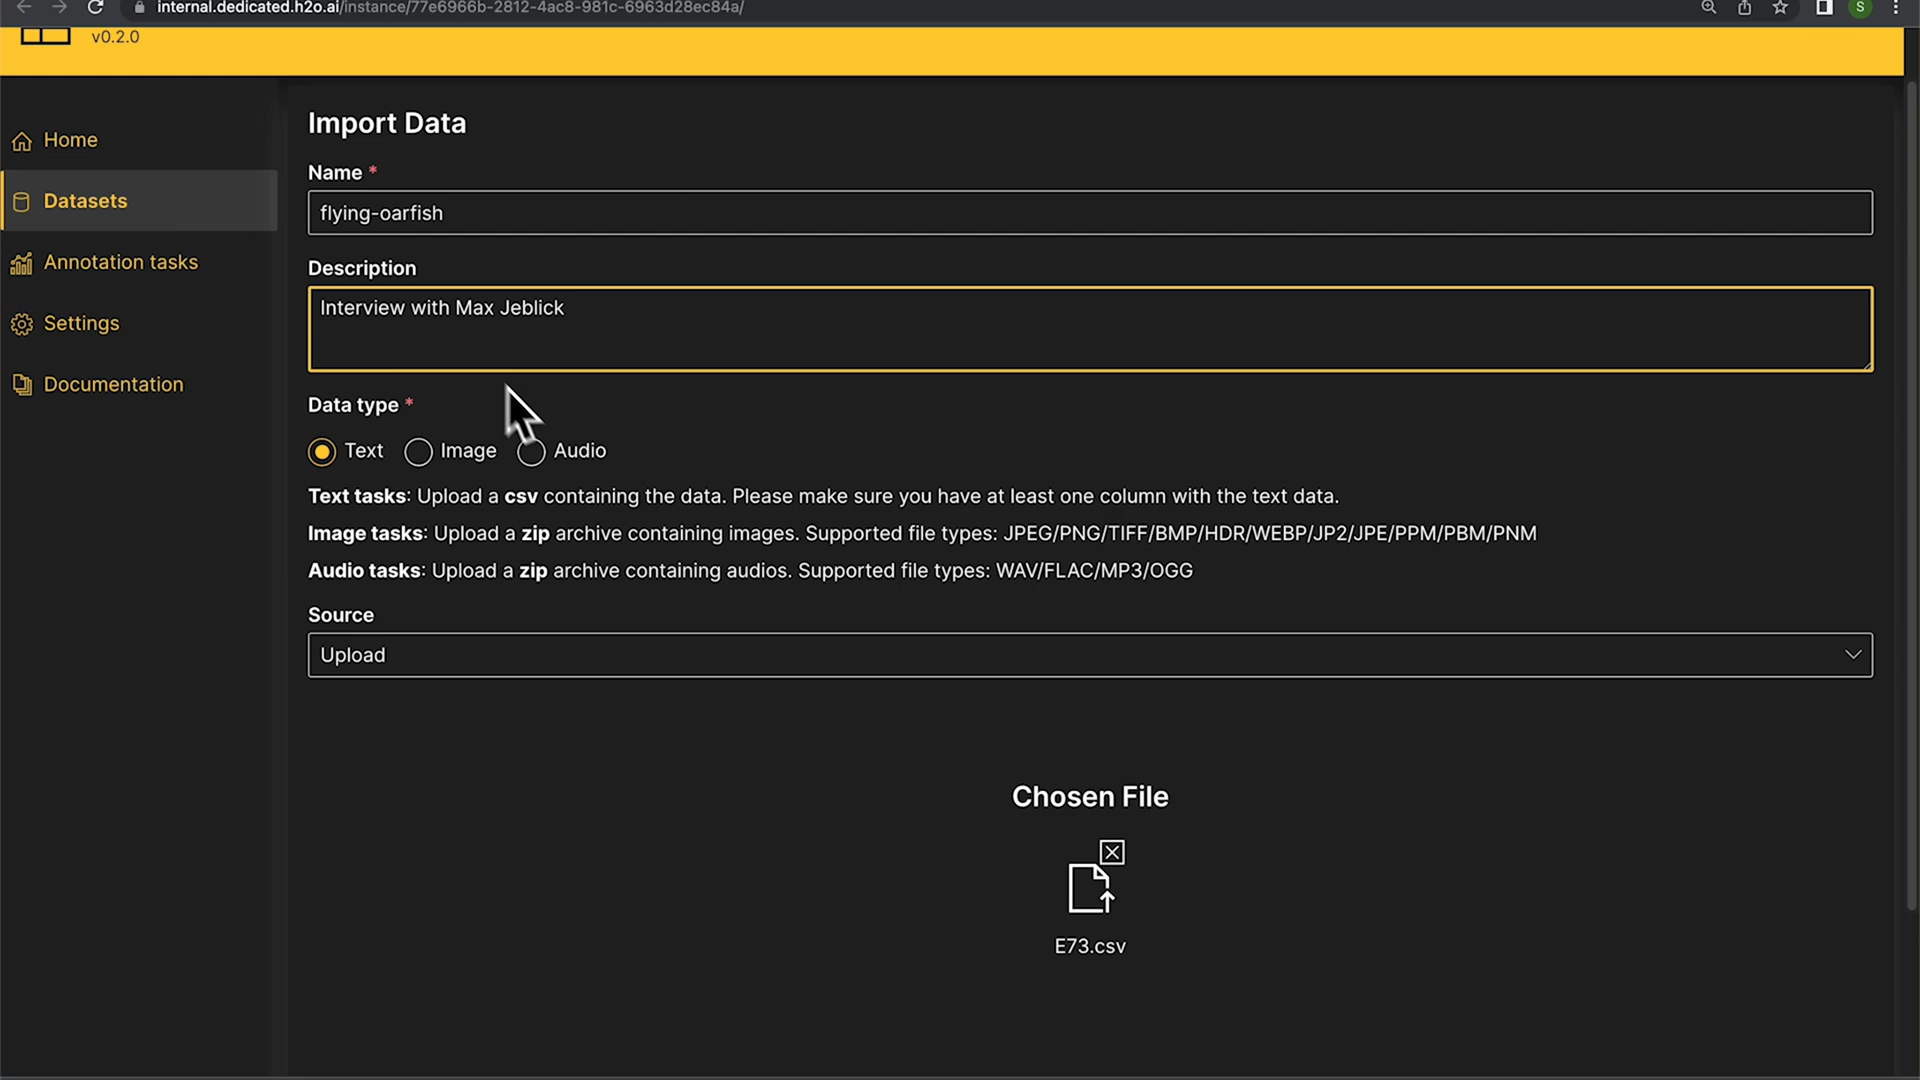 internal.dedicated.h2o.ai/instance/77e6966b-2812-4ac8-981c-6963d28ec84a/
S
v0.2.0
Home
Datasets
Annotation tasks
Settings
Documentation
Import Data
Name *
flying-oarfish
Description
Interview with Max Jeblick
Data type *
Text Image Audio
Text tasks: Upload a csv containing the data. Please make sure you have at least one column with the text data.
Image tasks: Upload a zip archive containing images. Supported file types: JPEG/PNG/TIFF/BMP/HDR/WEBP/JP2/JPE/PPM/PBM/PNM
Audio tasks: Upload a zip archive containing audios. Supported file types: WAV/FLAC/MP3/OGG
Source
Upload
Chosen File
E73.csv